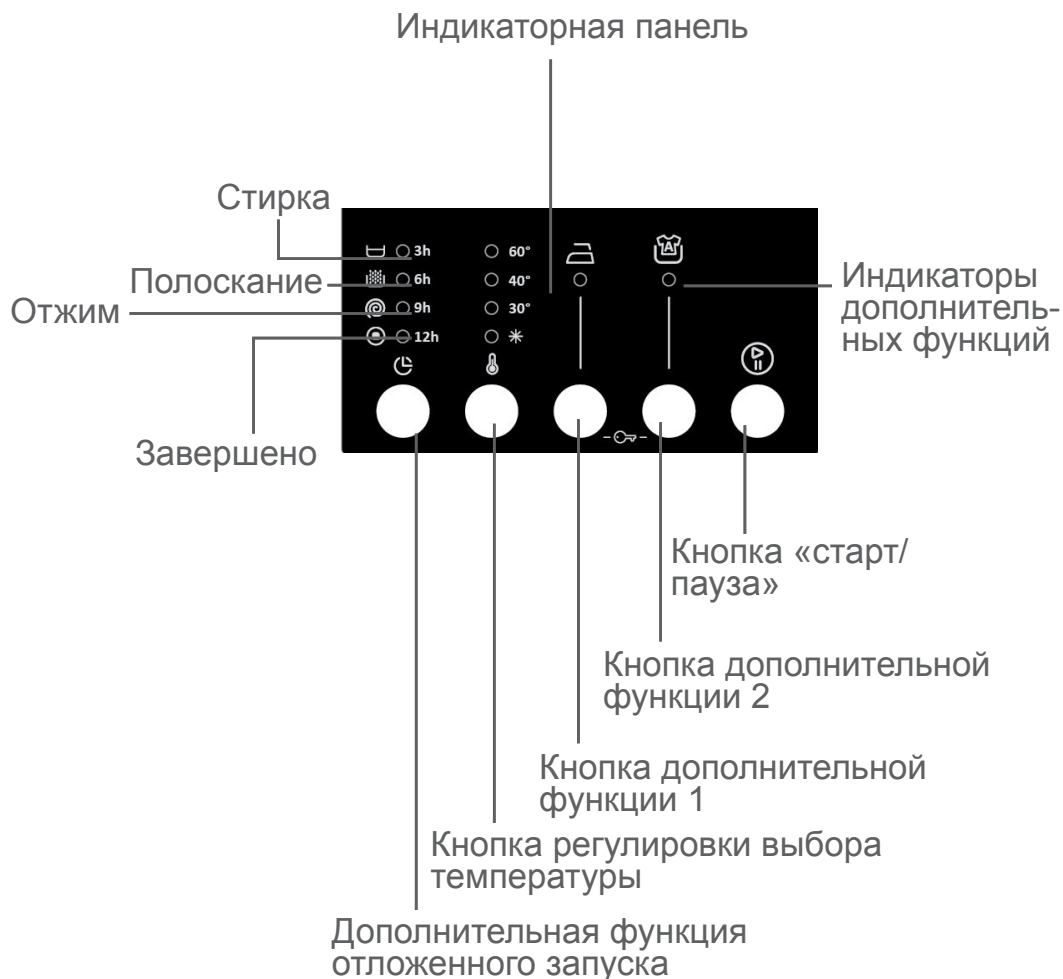 Индикаторная панель
Стирка
Полоскание
Отжим
Завершено
3h
6h
9h
12h
60°
40°
30°
A
Индикаторы
дополнитель-
ных функций
Кнопка «старт/
пауза»
Кнопка дополнительной
функции 2
Кнопка дополнительной
функции 1
Кнопка регулировки выбора
температуры
Дополнительная функция
отложенного запуска